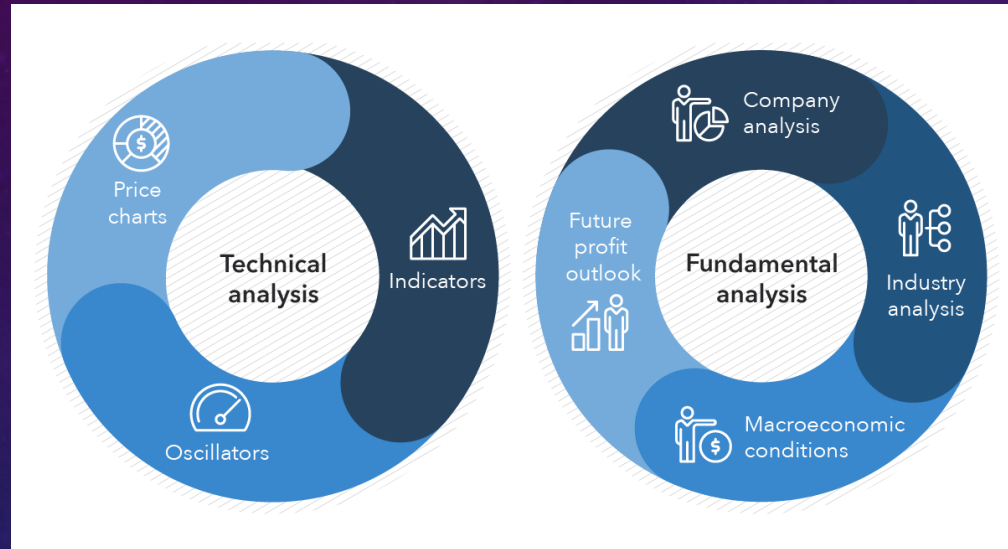 Price
charts
Technical
analysis
Indicators
Oscillators
Company
analysis
Future
profit
outlook
Fundamental
analysis
Industry
analysis
Macroeconomic
conditions
$
$